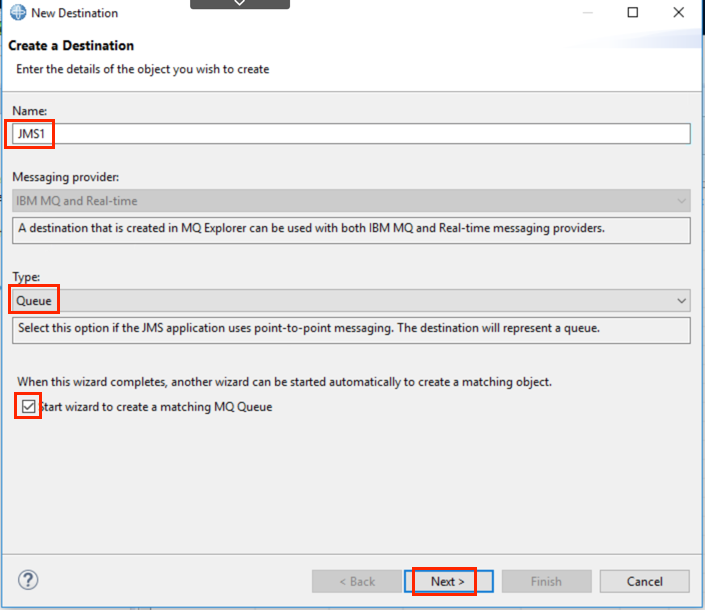 New Destination
Create a Destination
Enter the details of the object you wish to create
Name:
JMS1
Messaging provider:
IBM MQ and Real-time
A destination that is created in MQ Explorer can be used with both IBM MQ and Real-time messaging providers.
Type:
Queue
Select this option if the JMS application uses point-to-point messaging. The destination will represent a queue.
When this wizard completes, another wizard can be started automatically to create a matching object.
Start wizard to create a matching MQ Queue
?
< Back Next > Finish Cancel